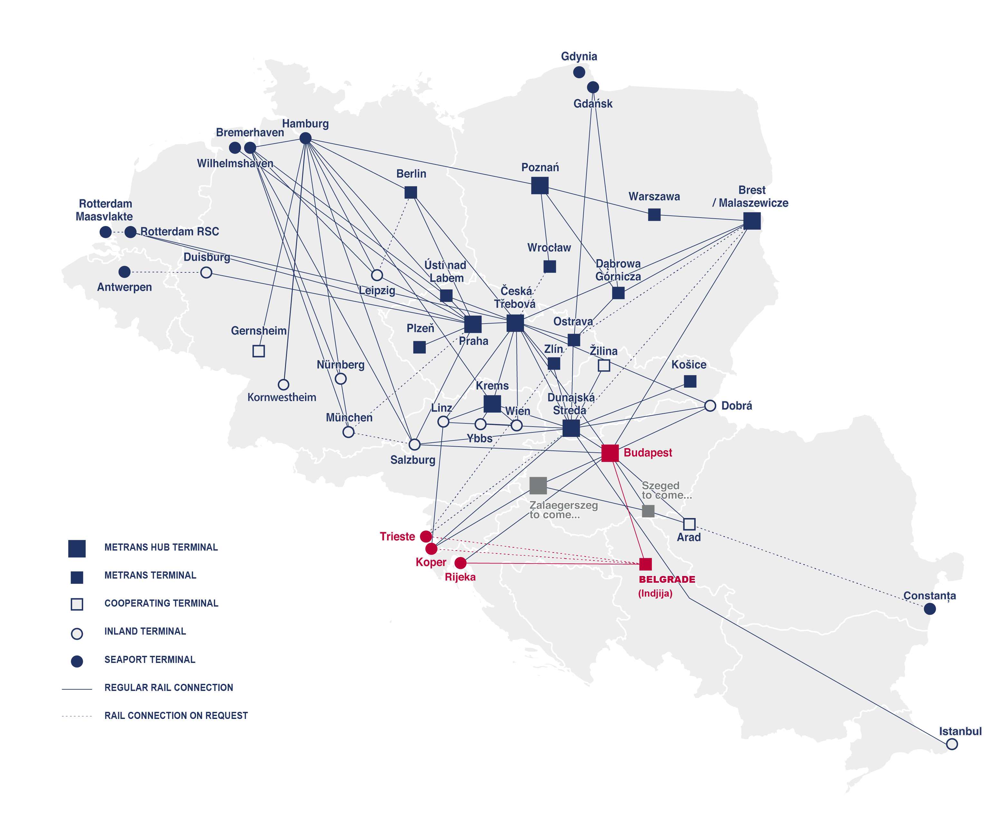 Gdynia
Gdańsk
Hamburg
Bremerhaven
Wilhelmshaven
Berlin
Poznań
Warszawa
Brest
/ Malaszewicze
Rotterdam
Maasvlakte
Rotterdam RSC
Duisburg
Antwerpen
Wrocław
Dąbrowa
Górnicza
Ústí nad
Labem
Leipzig
Česká
Třebová
Ostrava
Plzeň
Praha
Gernsheim
Zlín
Žilina
Košice
Nürnberg
Kornwestheim
Krems
Dunajská
Streda
Dobrá
Linz
Wien
München
Ybbs
Salzburg
Budapest
Szeged
to come...
Zalaegerszeg
to come...
Trieste
Arad
Koper
Rijeka
BELGRADE
(Indjija)
Constanța
Istanbul
METRANS HUB TERMINAL
METRANS TERMINAL
COOPERATING TERMINAL
INLAND TERMINAL
SEAPORT TERMINAL
REGULAR RAIL CONNECTION
RAIL CONNECTION ON REQUEST